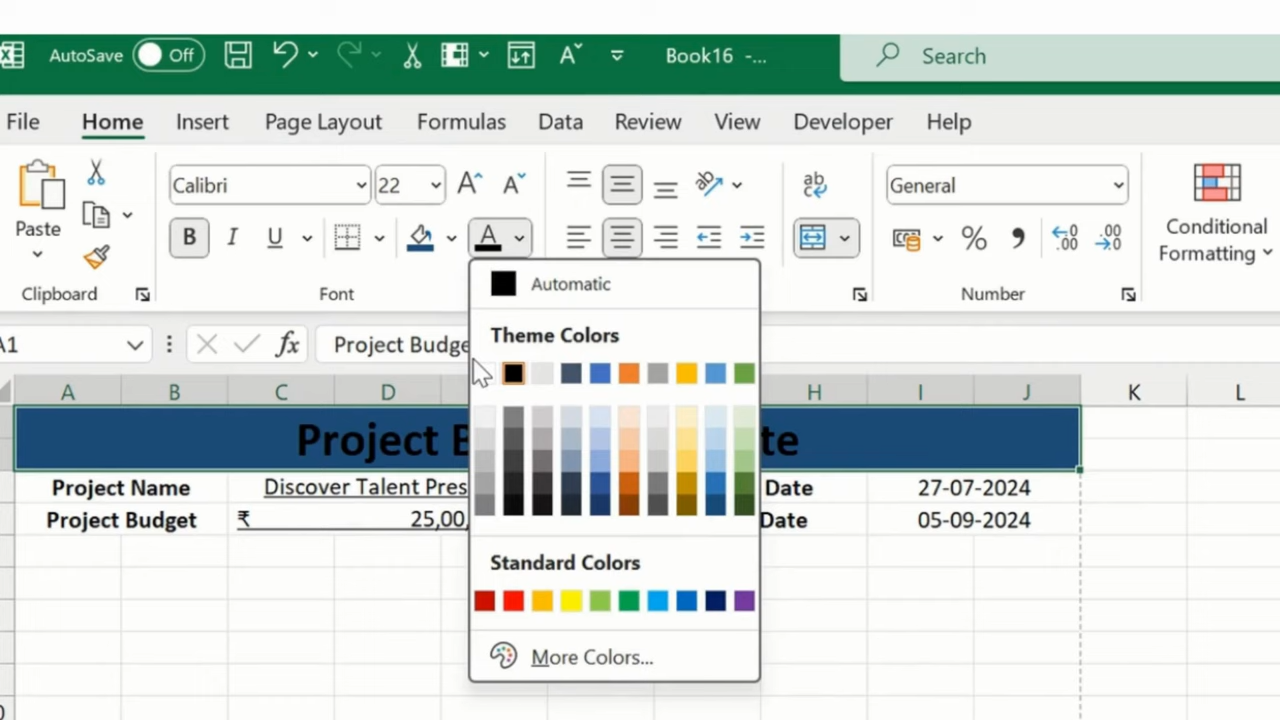 AutoSave Off Book16 -... Search
File Home Insert Page Layout Formulas Data Review View Developer Help
Calibri 22 General
Paste B I U A % Conditional Formatting
Clipboard Font Number
Automatic
A1 fx Project Budge
Theme Colors
A B C D H I J K L
Project B te
Project Name Discover Talent Pres Date 27-07-2024
Project Budget ₹ 25,00, Date 05-09-2024
Standard Colors
More Colors...